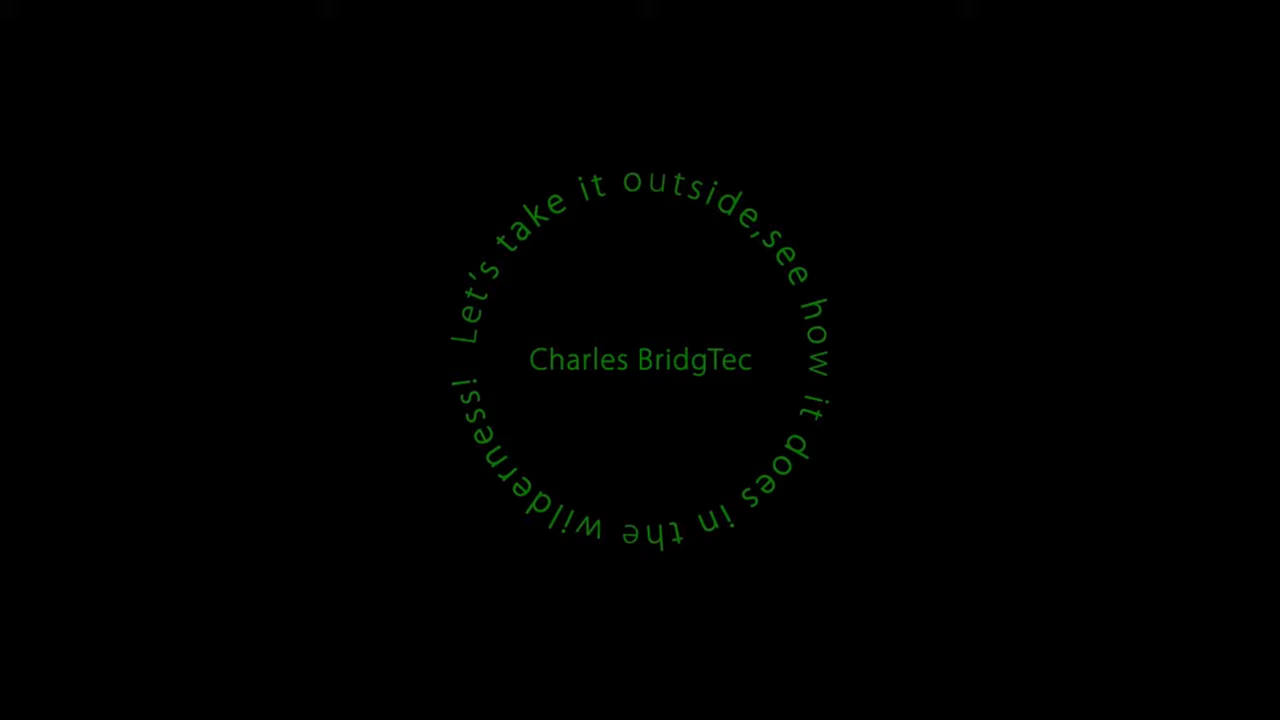 Let's take it outside,see how it does in the wilderness!
Charles BridgTec